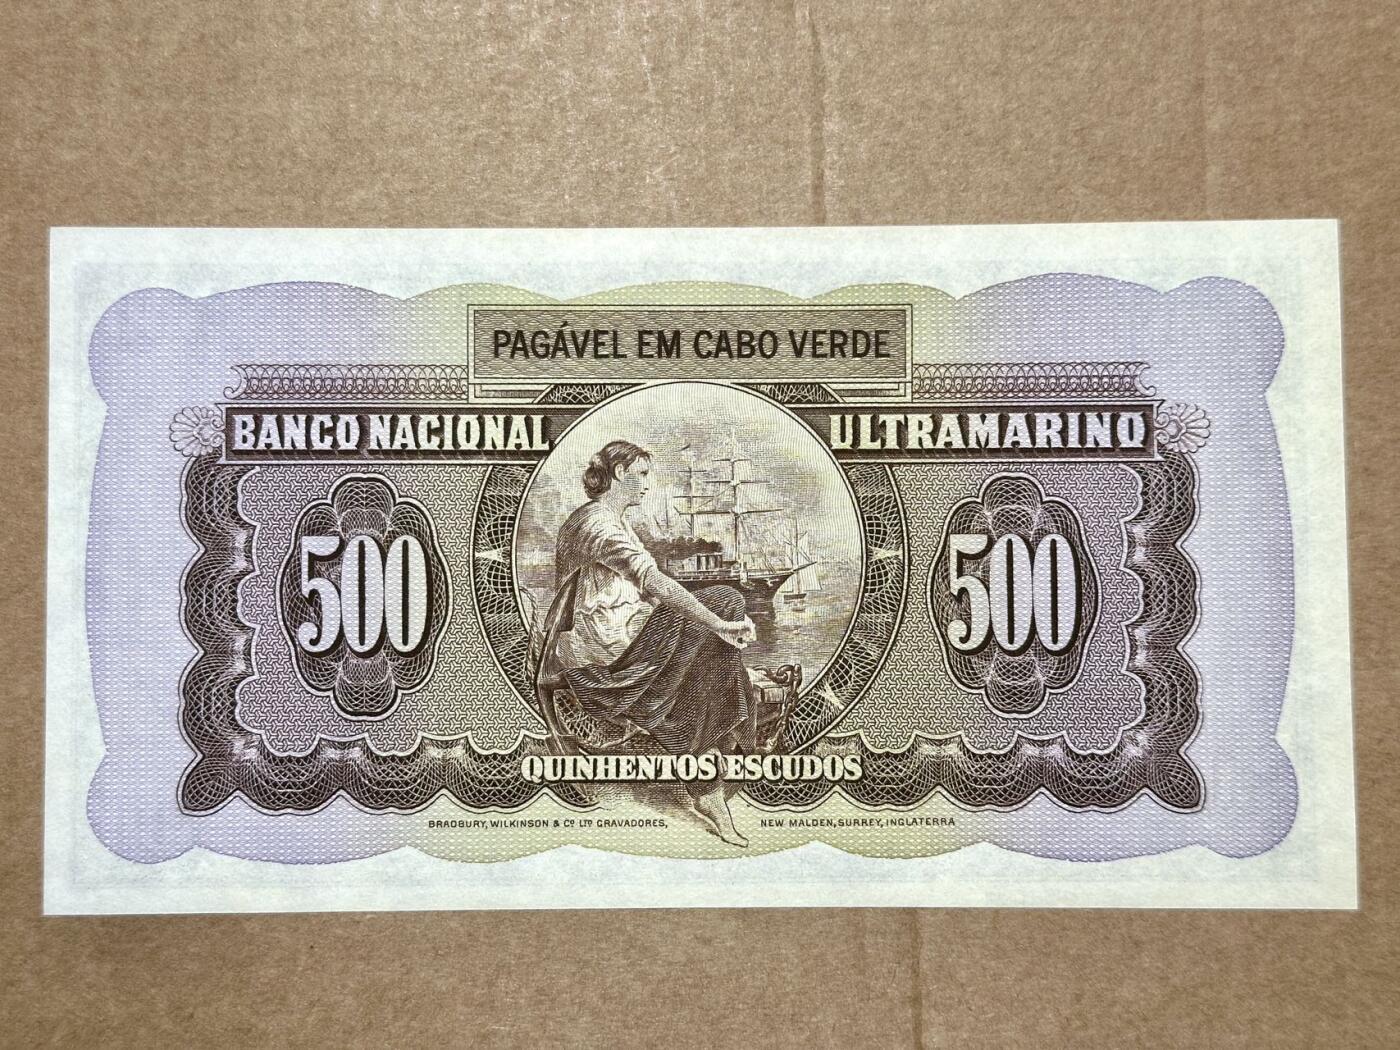 PAGÁVEL EM CABO VERDE
BANCO NACIONAL ULTRAMARINO
500 500
QUINHENTOS ESCUDOS
BRADBURY, WILKINSON & Cº LTD GRAVADORES, NEW MALDEN, SURREY, INGLATERRA